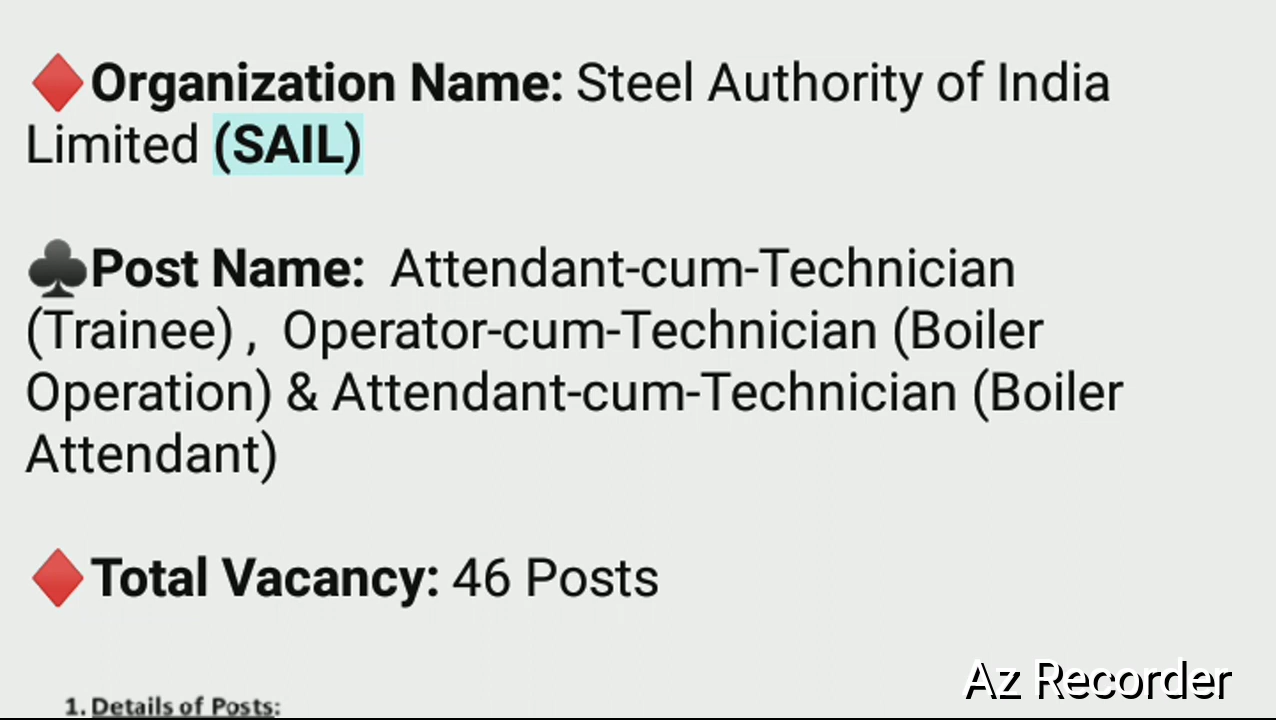 ♦Organization Name: Steel Authority of India
Limited (SAIL)
♣Post Name: Attendant-cum-Technician
(Trainee) , Operator-cum-Technician (Boiler
Operation) & Attendant-cum-Technician (Boiler
Attendant)
♦Total Vacancy: 46 Posts
Az Recorder
1. Details of Posts: